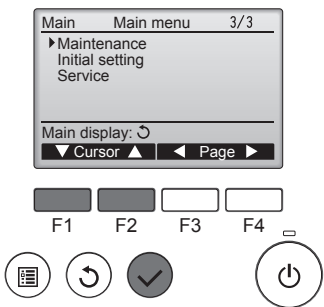 Main Main menu 3/3
Maintenance
Initial setting
Service
Main display:
Cursor Page
F1 F2 F3 F4